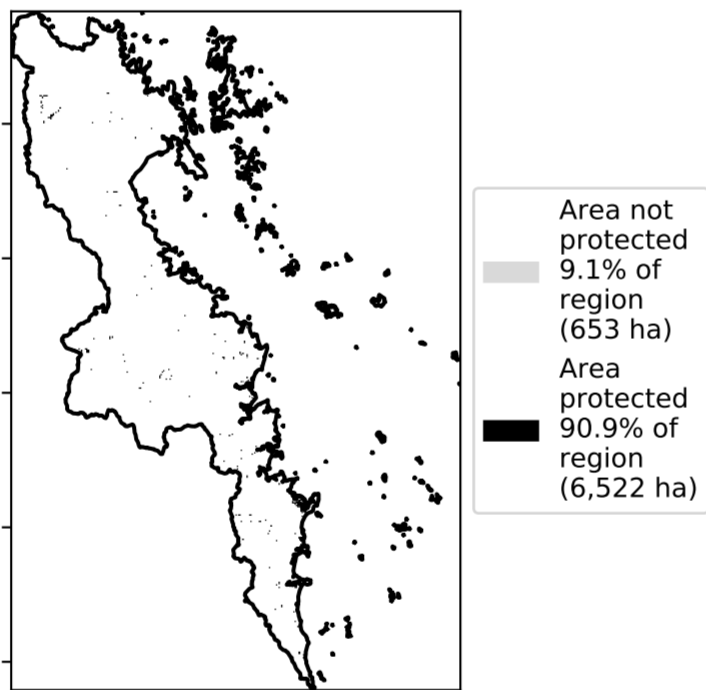 Area not
protected
9.1% of
region
(653 ha)
Area
protected
90.9% of
region
(6,522 ha)